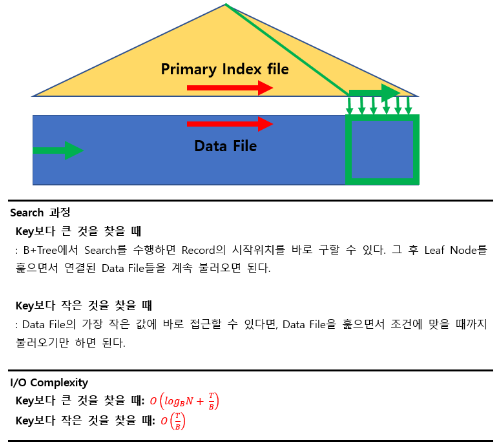 Primary Index file
Data File
Search 과정
Key보다 큰 것을 찾을 때
: B+Tree에서 Search를 수행하면 Record의 시작위치를 바로 구할 수 있다. 그 후 Leaf Node를
훑으면서 연결된 Data File들을 계속 불러오면 된다.
Key보다 작은 것을 찾을 때
: Data File의 가장 작은 값에 바로 접근할 수 있다면, Data File을 훑으면서 조건에 맞을 때까지
불러오기만 하면 된다.
I/O Complexity
Key보다 큰 것을 찾을 때: O(log_B N + T/B)
Key보다 작은 것을 찾을 때: O(T/B)